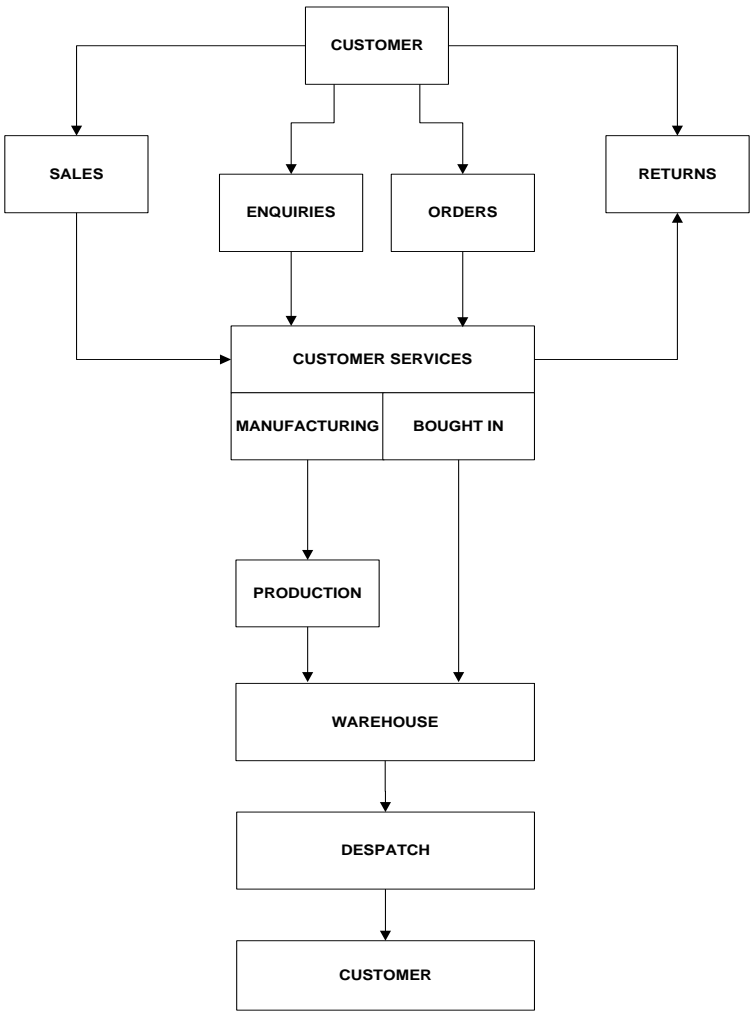 CUSTOMER
SALES
ENQUIRIES
ORDERS
RETURNS
CUSTOMER SERVICES
MANUFACTURING
BOUGHT IN
PRODUCTION
WAREHOUSE
DESPATCH
CUSTOMER